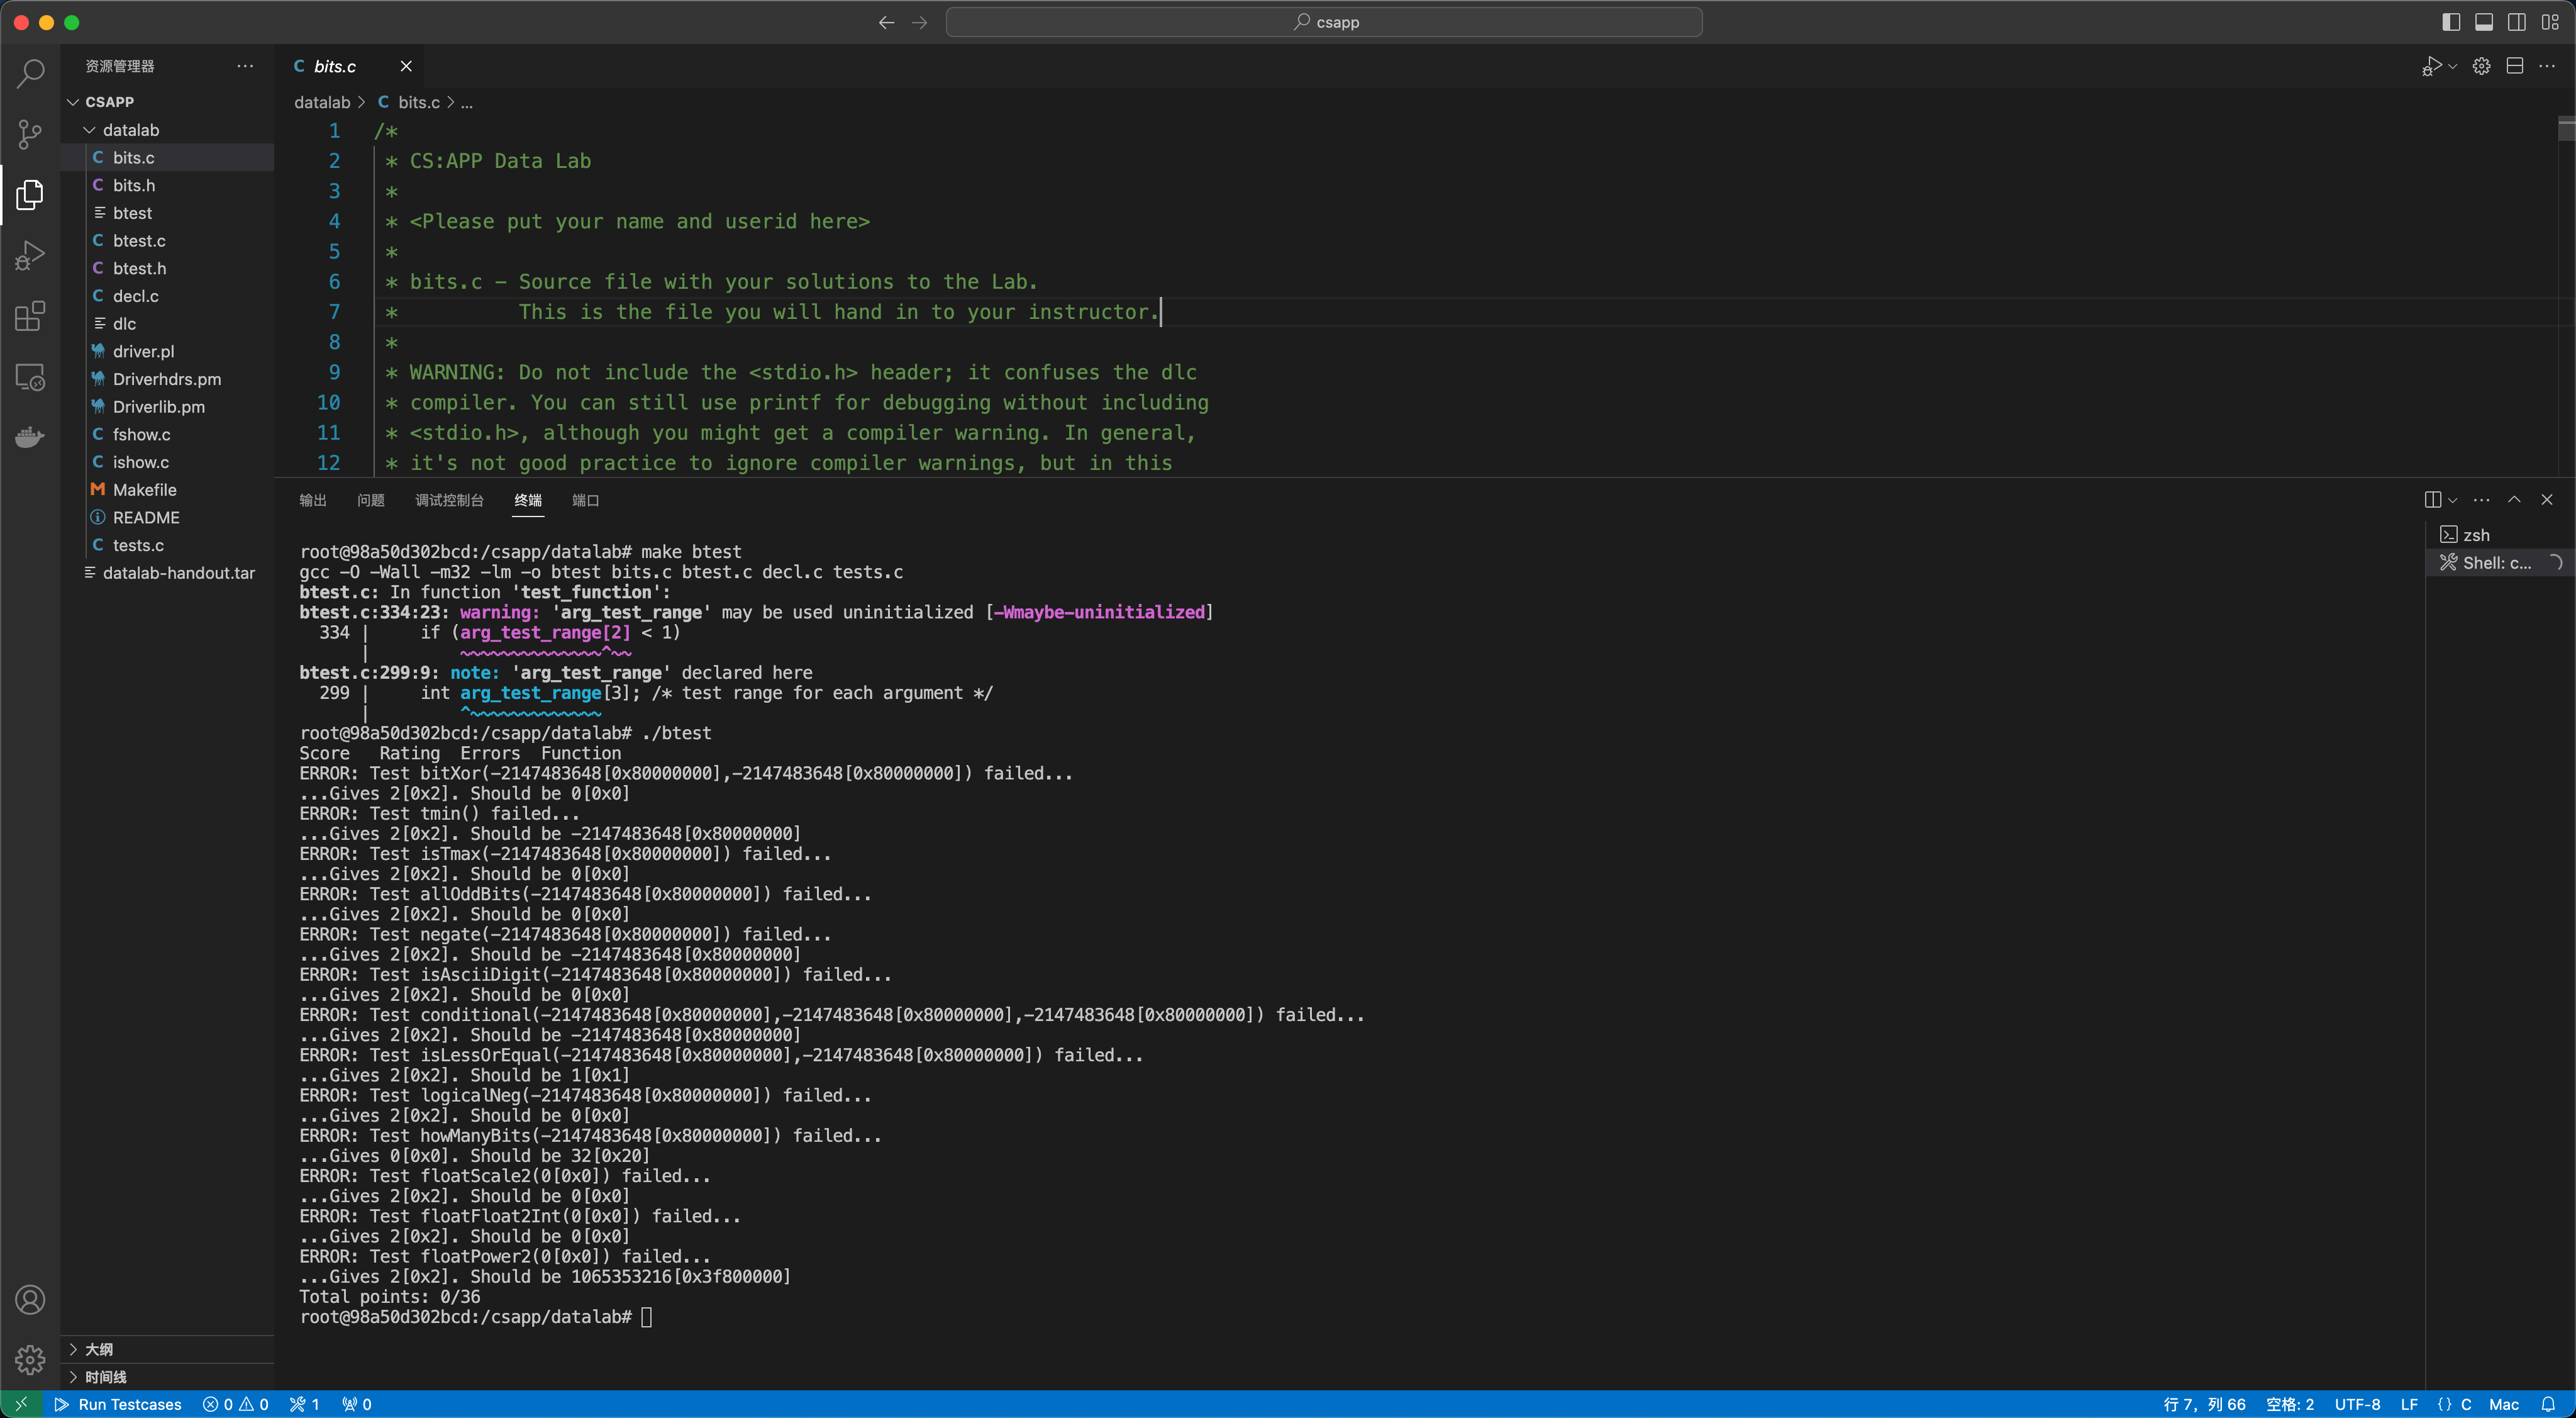 csapp
资源管理器
CSAPP
datalab
bits.c
bits.h
btest
btest.c
btest.h
decl.c
dlc
driver.pl
Driverhdrs.pm
Driverlib.pm
fshow.c
ishow.c
Makefile
README
tests.c
datalab-handout.tar
大纲
时间线
C bits.c
datalab > C bits.c > ...
1 /*
2 * CS:APP Data Lab
3 *
4 * <Please put your name and userid here>
5 *
6 * bits.c - Source file with your solutions to the Lab.
7 *          This is the file you will hand in to your instructor.
8 *
9 * WARNING: Do not include the <stdio.h> header; it confuses the dlc
10 * compiler. You can still use printf for debugging without including
11 * <stdio.h>, although you might get a compiler warning. In general,
12 * it's not good practice to ignore compiler warnings, but in this
输出 问题 调试控制台 终端 端口
zsh
Shell: c...
root@98a50d302bcd:/csapp/datalab# make btest
gcc -O -Wall -m32 -lm -o btest bits.c btest.c decl.c tests.c
btest.c: In function 'test_function':
btest.c:334:23: warning: 'arg_test_range' may be used uninitialized [-Wmaybe-uninitialized]
  334 |     if (arg_test_range[2] < 1)
      |         ~~~~~~~~~~~~~~^~~
btest.c:299:9: note: 'arg_test_range' declared here
  299 |     int arg_test_range[3]; /* test range for each argument */
      |         ^~~~~~~~~~~~~~
root@98a50d302bcd:/csapp/datalab# ./btest
Score   Rating  Errors  Function
ERROR: Test bitXor(-2147483648[0x80000000],-2147483648[0x80000000]) failed...
...Gives 2[0x2]. Should be 0[0x0]
ERROR: Test tmin() failed...
...Gives 2[0x2]. Should be -2147483648[0x80000000]
ERROR: Test isTmax(-2147483648[0x80000000]) failed...
...Gives 2[0x2]. Should be 0[0x0]
ERROR: Test allOddBits(-2147483648[0x80000000]) failed...
...Gives 2[0x2]. Should be 0[0x0]
ERROR: Test negate(-2147483648[0x80000000]) failed...
...Gives 2[0x2]. Should be -2147483648[0x80000000]
ERROR: Test isAsciiDigit(-2147483648[0x80000000]) failed...
...Gives 2[0x2]. Should be 0[0x0]
ERROR: Test conditional(-2147483648[0x80000000],-2147483648[0x80000000],-2147483648[0x80000000]) failed...
...Gives 2[0x2]. Should be -2147483648[0x80000000]
ERROR: Test isLessOrEqual(-2147483648[0x80000000],-2147483648[0x80000000]) failed...
...Gives 2[0x2]. Should be 1[0x1]
ERROR: Test logicalNeg(-2147483648[0x80000000]) failed...
...Gives 2[0x2]. Should be 0[0x0]
ERROR: Test howManyBits(-2147483648[0x80000000]) failed...
...Gives 0[0x0]. Should be 32[0x20]
ERROR: Test floatScale2(0[0x0]) failed...
...Gives 2[0x2]. Should be 0[0x0]
ERROR: Test floatFloat2Int(0[0x0]) failed...
...Gives 2[0x2]. Should be 0[0x0]
ERROR: Test floatPower2(0[0x0]) failed...
...Gives 2[0x2]. Should be 1065353216[0x3f800000]
Total points: 0/36
root@98a50d302bcd:/csapp/datalab#
Run Testcases 0 0 1 0 行 7，列 66 空格: 2 UTF-8 LF {} C Mac